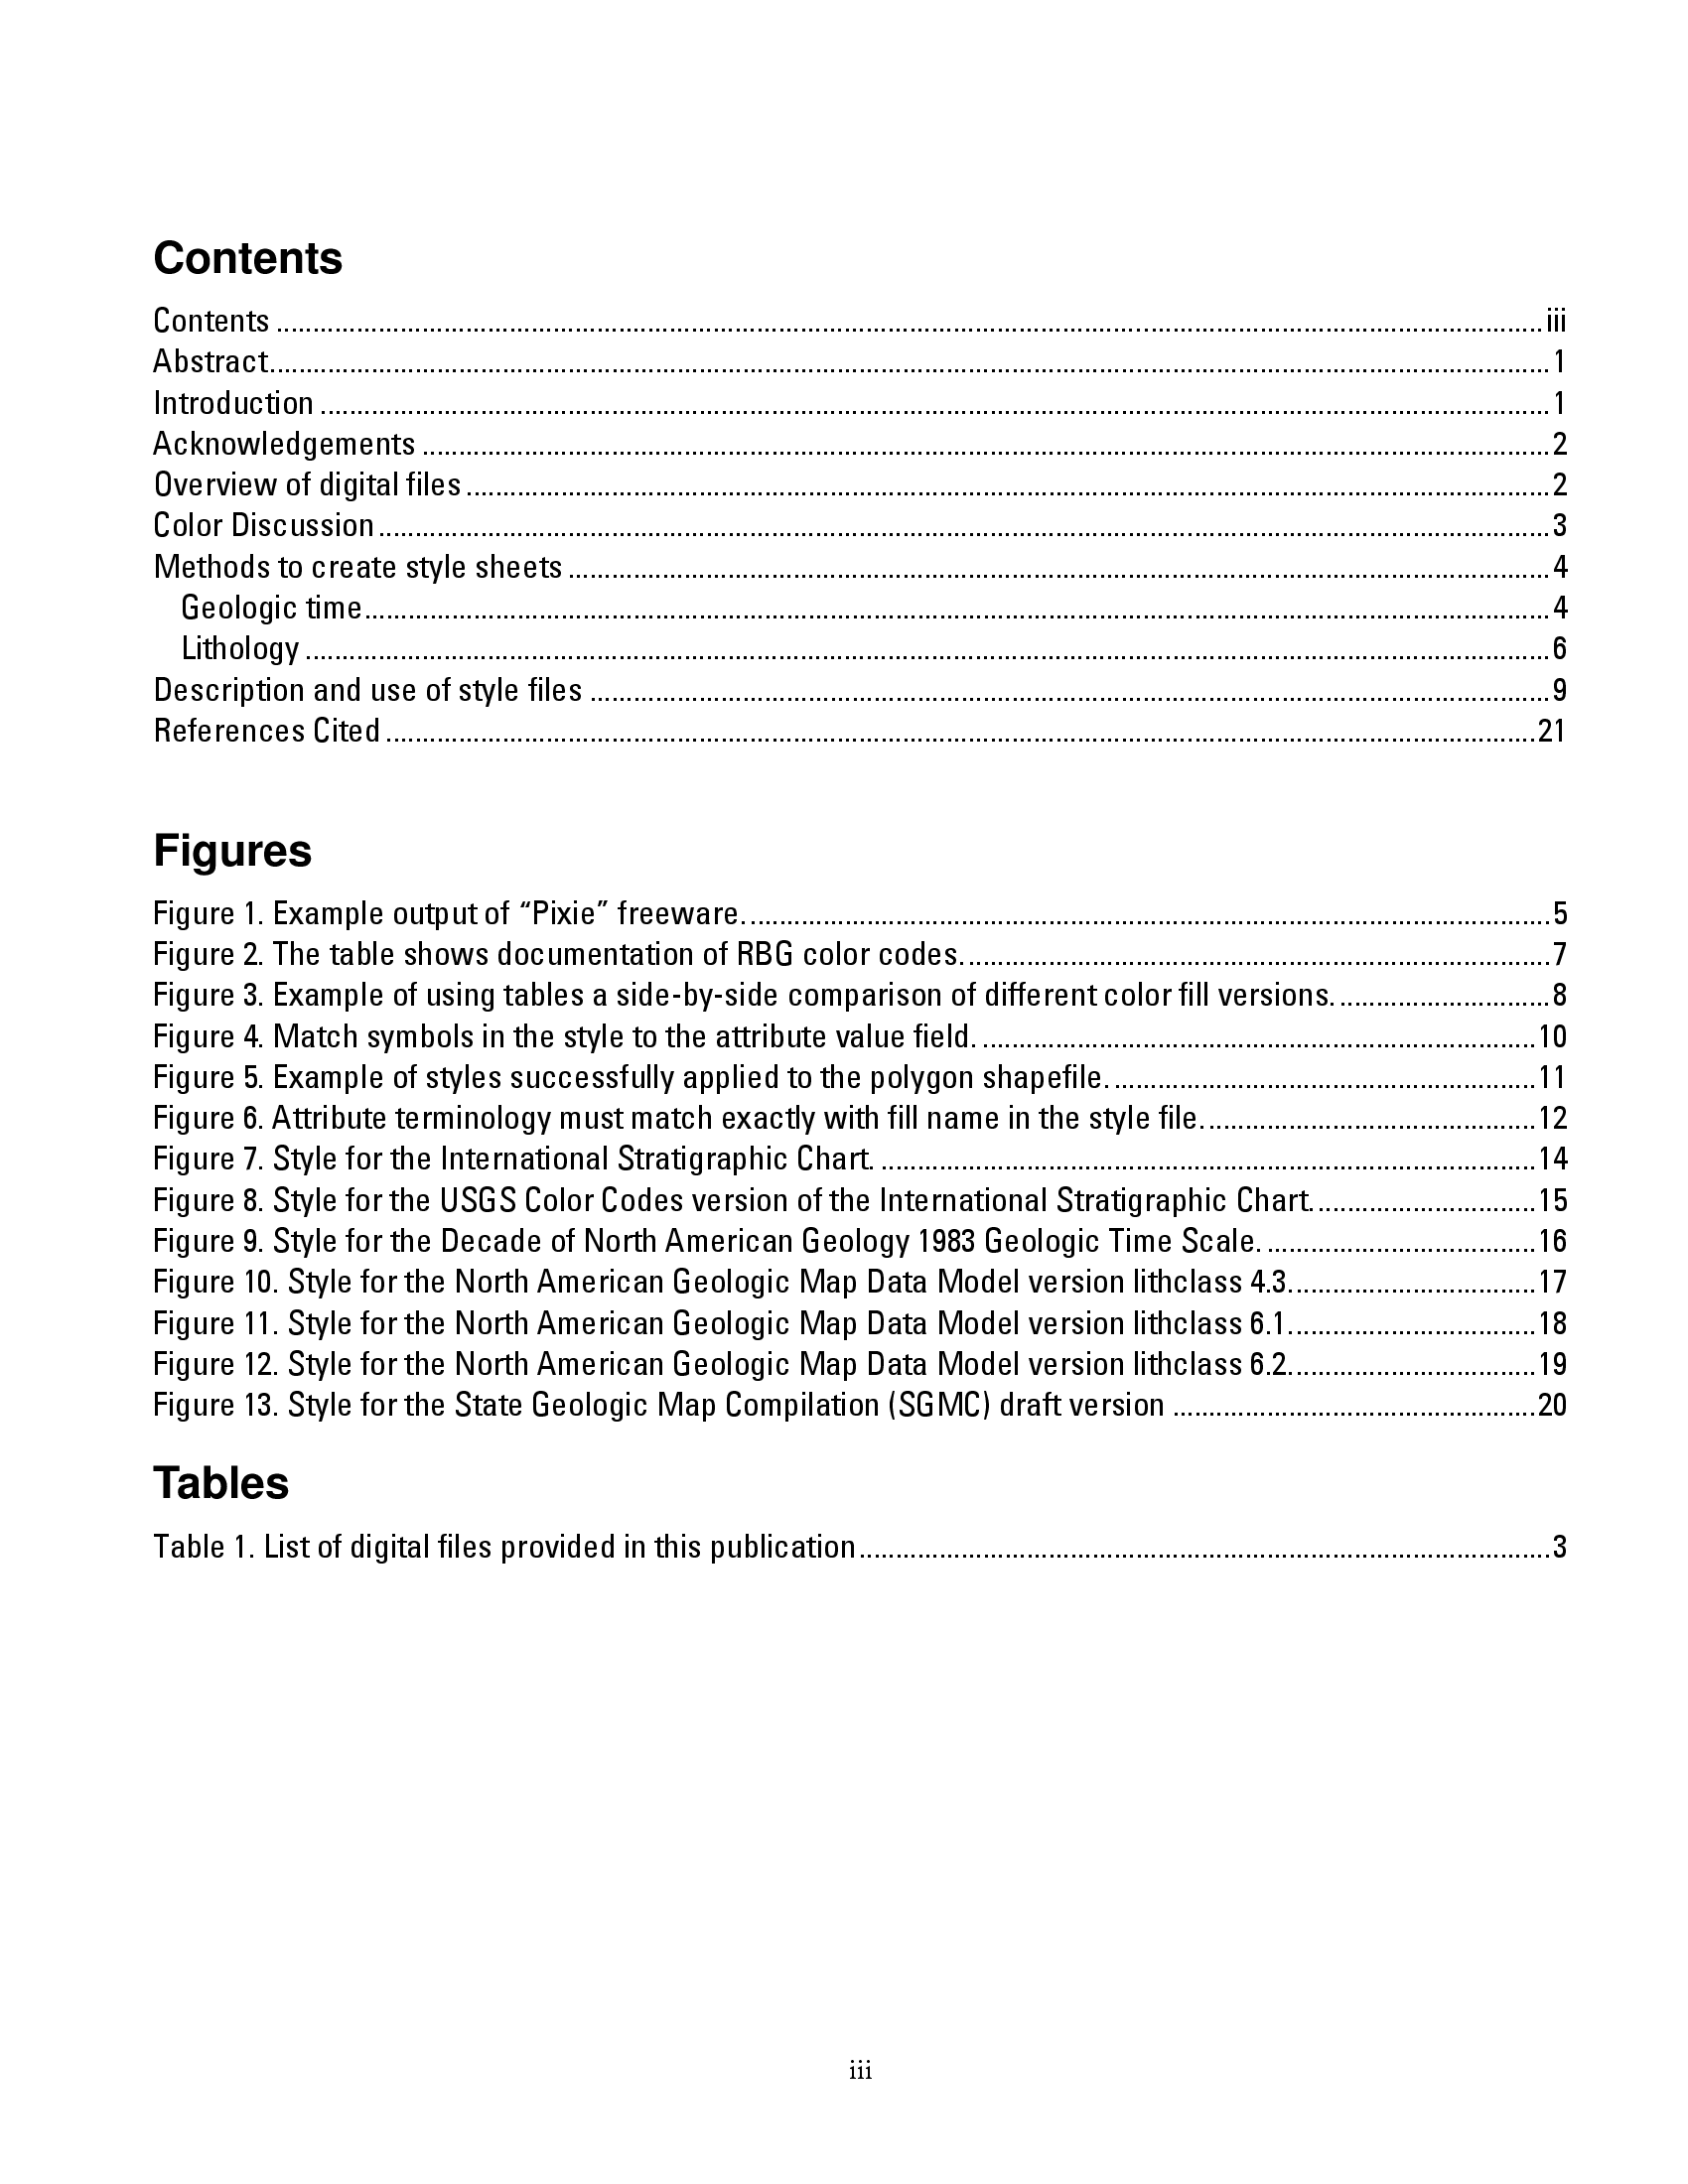 Contents
Contents ........................................................................ iii
Abstract........................................................................1
Introduction ........................................................................1
Acknowledgements ........................................................................2
Overview of digital files ........................................................................2
Color Discussion ........................................................................3
Methods to create style sheets ........................................................................4
Geologic time........................................................................4
Lithology ........................................................................6
Description and use of style files ........................................................................9
References Cited ........................................................................21
Figures
Figure 1. Example output of “Pixie” freeware. ........................................................................5
Figure 2. The table shows documentation of RBG color codes. ........................................................................7
Figure 3. Example of using tables a side-by-side comparison of different color fill versions. ..............................8
Figure 4. Match symbols in the style to the attribute value field. ........................................................................10
Figure 5. Example of styles successfully applied to the polygon shapefile. ..........................................................11
Figure 6. Attribute terminology must match exactly with fill name in the style file. .............................................12
Figure 7. Style for the International Stratigraphic Chart. ........................................................................14
Figure 8. Style for the USGS Color Codes version of the International Stratigraphic Chart. ..............................15
Figure 9. Style for the Decade of North American Geology 1983 Geologic Time Scale. .....................................16
Figure 10. Style for the North American Geologic Map Data Model version lithclass 4.3. .................................17
Figure 11. Style for the North American Geologic Map Data Model version lithclass 6.1. .................................18
Figure 12. Style for the North American Geologic Map Data Model version lithclass 6.2. .................................19
Figure 13. Style for the State Geologic Map Compilation (SGMC) draft version ..................................................20
Tables
Table 1. List of digital files provided in this publication ........................................................................3
iii